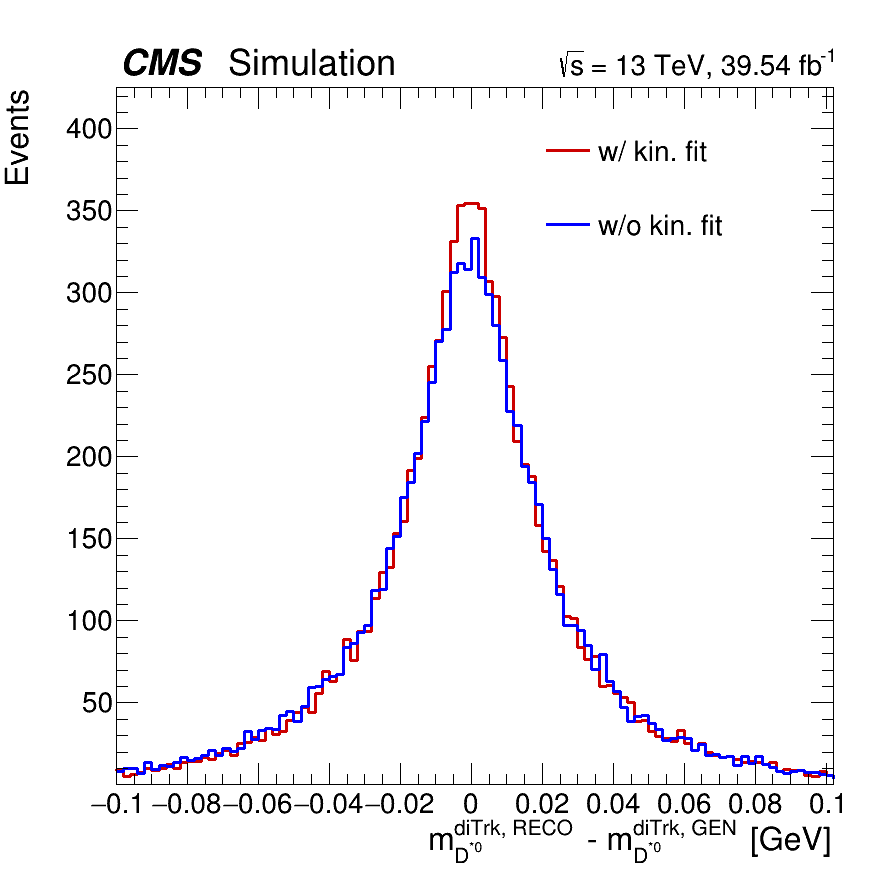 CMS Simulation √s = 13 TeV, 39.54 fb⁻¹
Events
w/ kin. fit
w/o kin. fit
400
350
300
250
200
150
100
50
−0.1 −0.08 −0.06 −0.04 −0.02 0 0.02 0.04 0.06 0.08 0.1
m_{D^{*0}}^{diTrk, RECO} - m_{D^{*0}}^{diTrk, GEN} [GeV]